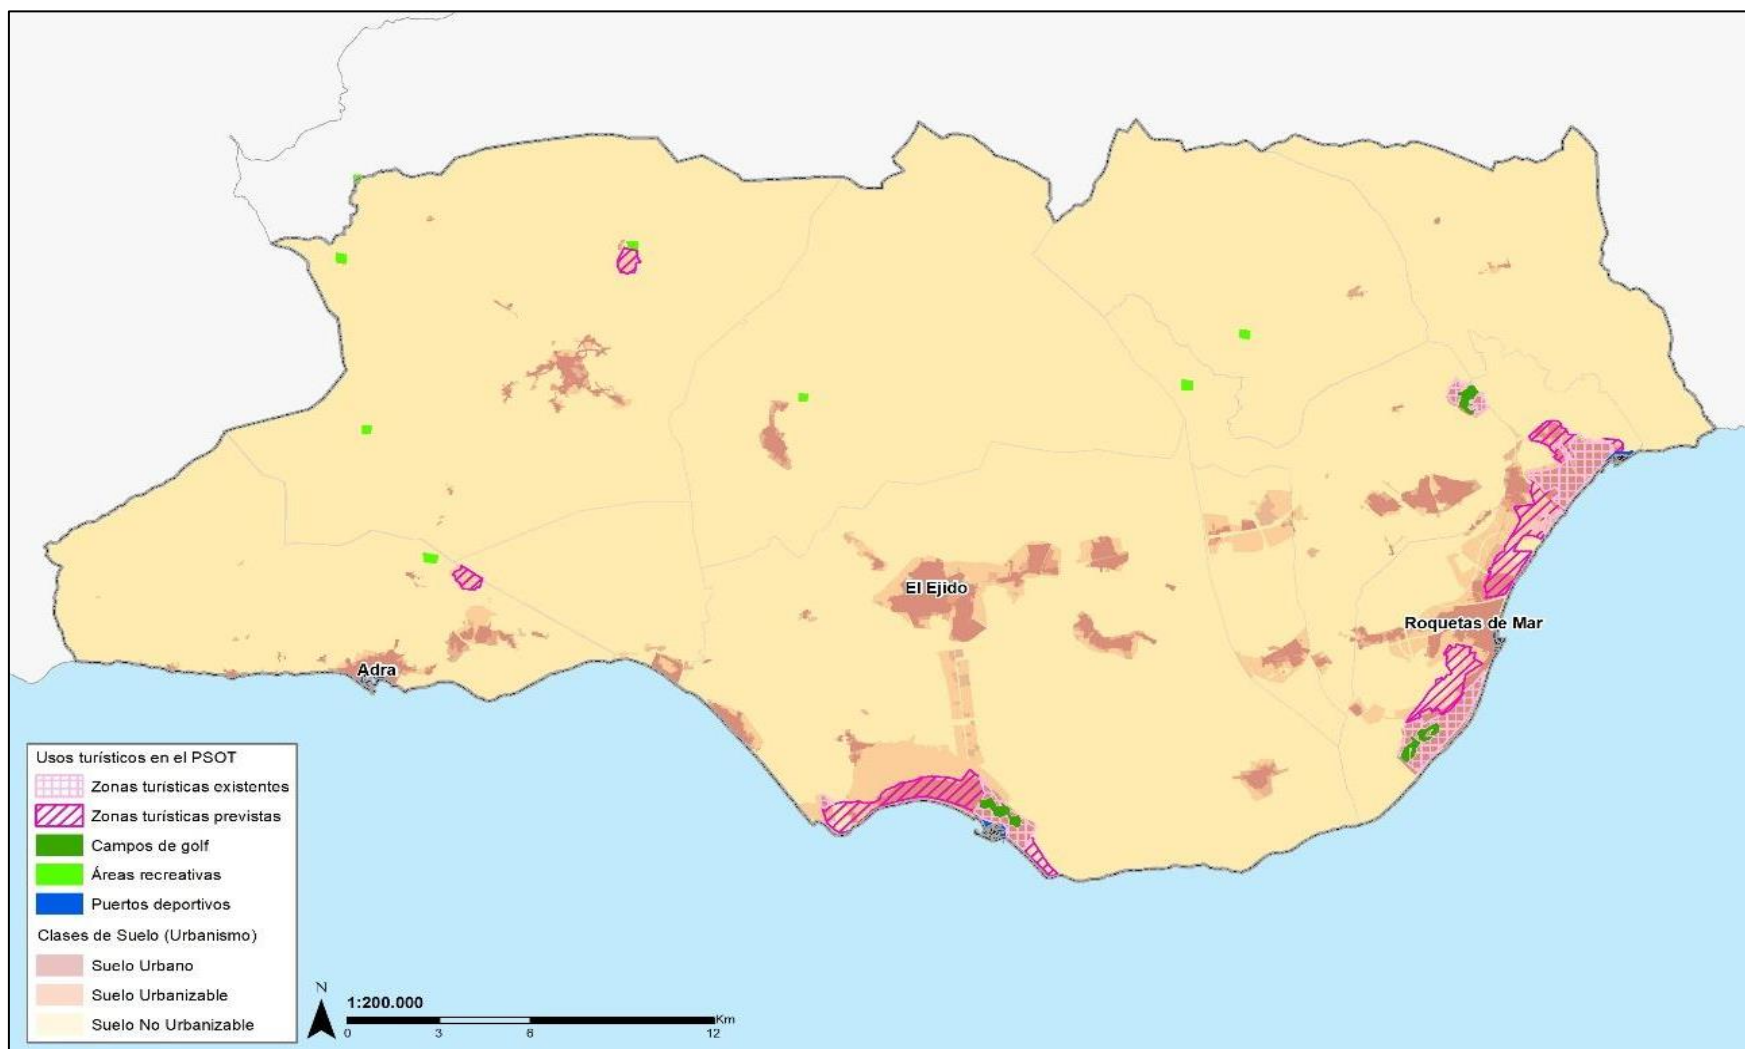 El Ejido
Roquetas de Mar
Adra
Usos turísticos en el PSOT
Zonas turísticas existentes
Zonas turísticas previstas
Campos de golf
Áreas recreativas
Puertos deportivos
Clases de Suelo (Urbanismo)
Suelo Urbano
Suelo Urbanizable
Suelo No Urbanizable
N
1:200.000
Km
0 3 6 12